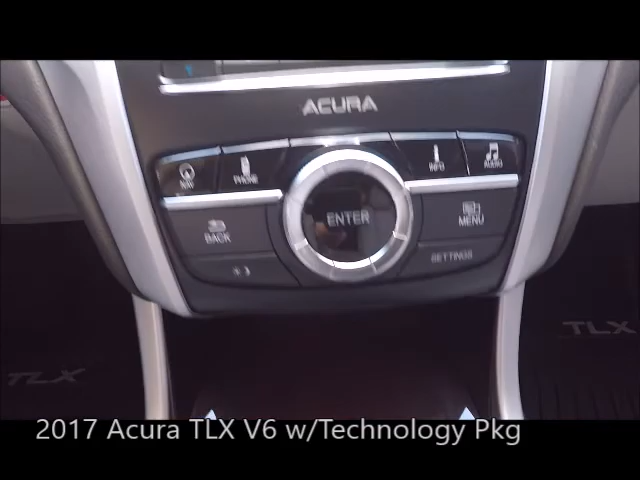 ACURA
NAV PHONE INFO AUDIO
ENTER
BACK MENU
SETTINGS
TLX TLX
2017 Acura TLX V6 w/Technology Pkg